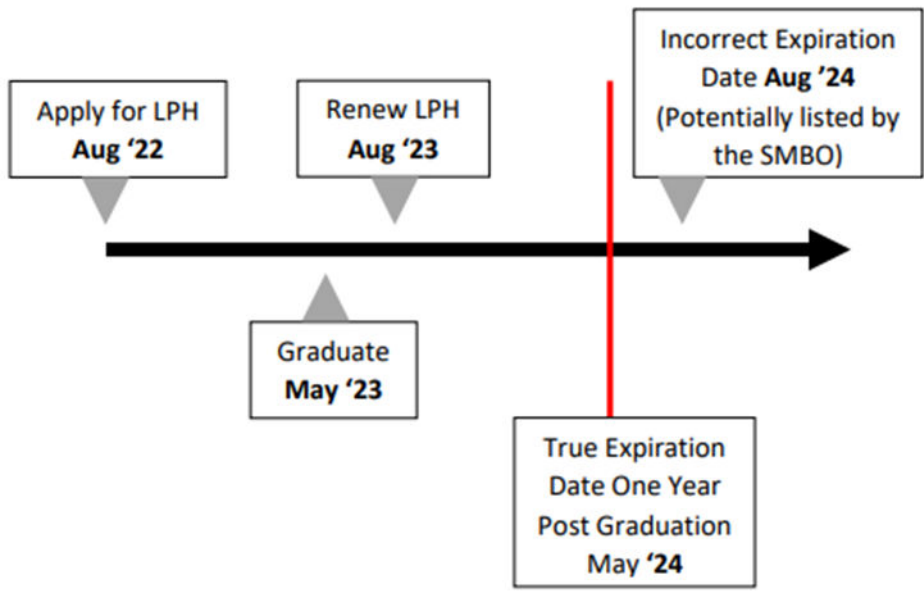 Apply for LPH
Aug ‘22
Renew LPH
Aug ‘23
Incorrect Expiration
Date Aug ’24
(Potentially listed by
the SMBO)
Graduate
May ‘23
True Expiration
Date One Year
Post Graduation
May ‘24